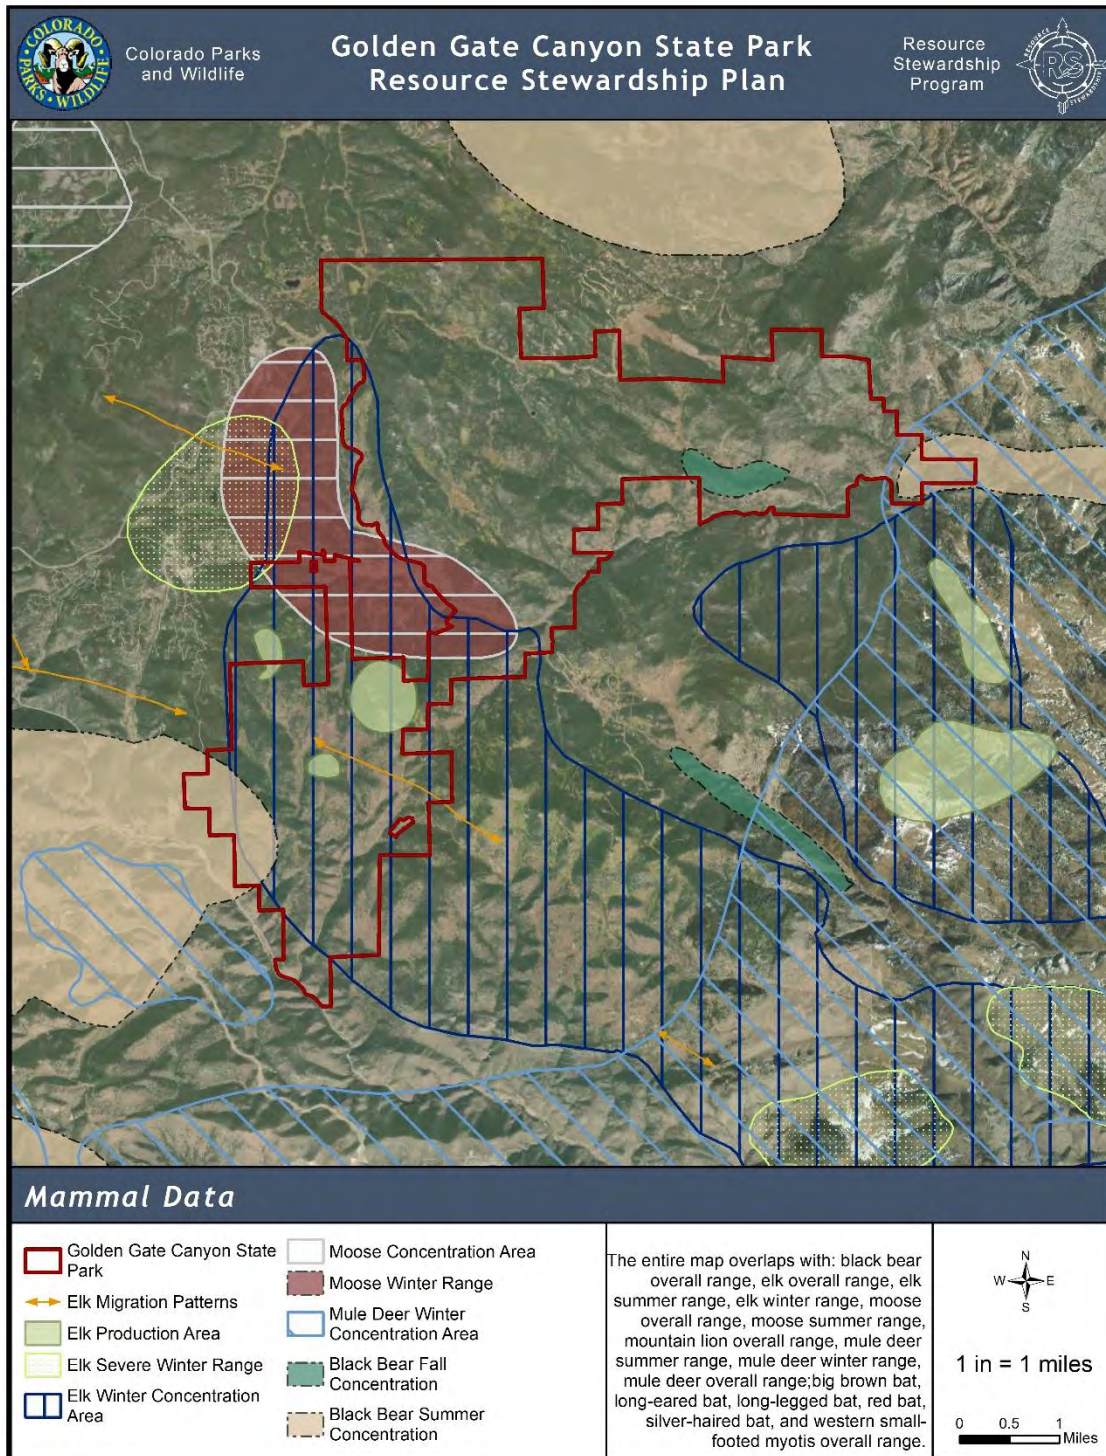 COLORADO
PARKS & WILDLIFE
Colorado Parks
and Wildlife
Golden Gate Canyon State Park
Resource Stewardship Plan
Resource
Stewardship
Program
RESOURCE
RS
STEWARDSHIP
Mammal Data
Golden Gate Canyon State
Park
Elk Migration Patterns
Elk Production Area
Elk Severe Winter Range
Elk Winter Concentration
Area
Moose Concentration Area
Moose Winter Range
Mule Deer Winter
Concentration Area
Black Bear Fall
Concentration
Black Bear Summer
Concentration
The entire map overlaps with: black bear
overall range, elk overall range, elk
summer range, elk winter range, moose
overall range, moose summer range,
mountain lion overall range, mule deer
summer range, mule deer winter range,
mule deer overall range;big brown bat,
long-eared bat, long-legged bat, red bat,
silver-haired bat, and western small-
footed myotis overall range.
N
W E
S
1 in = 1 miles
0 0.5 1
Miles